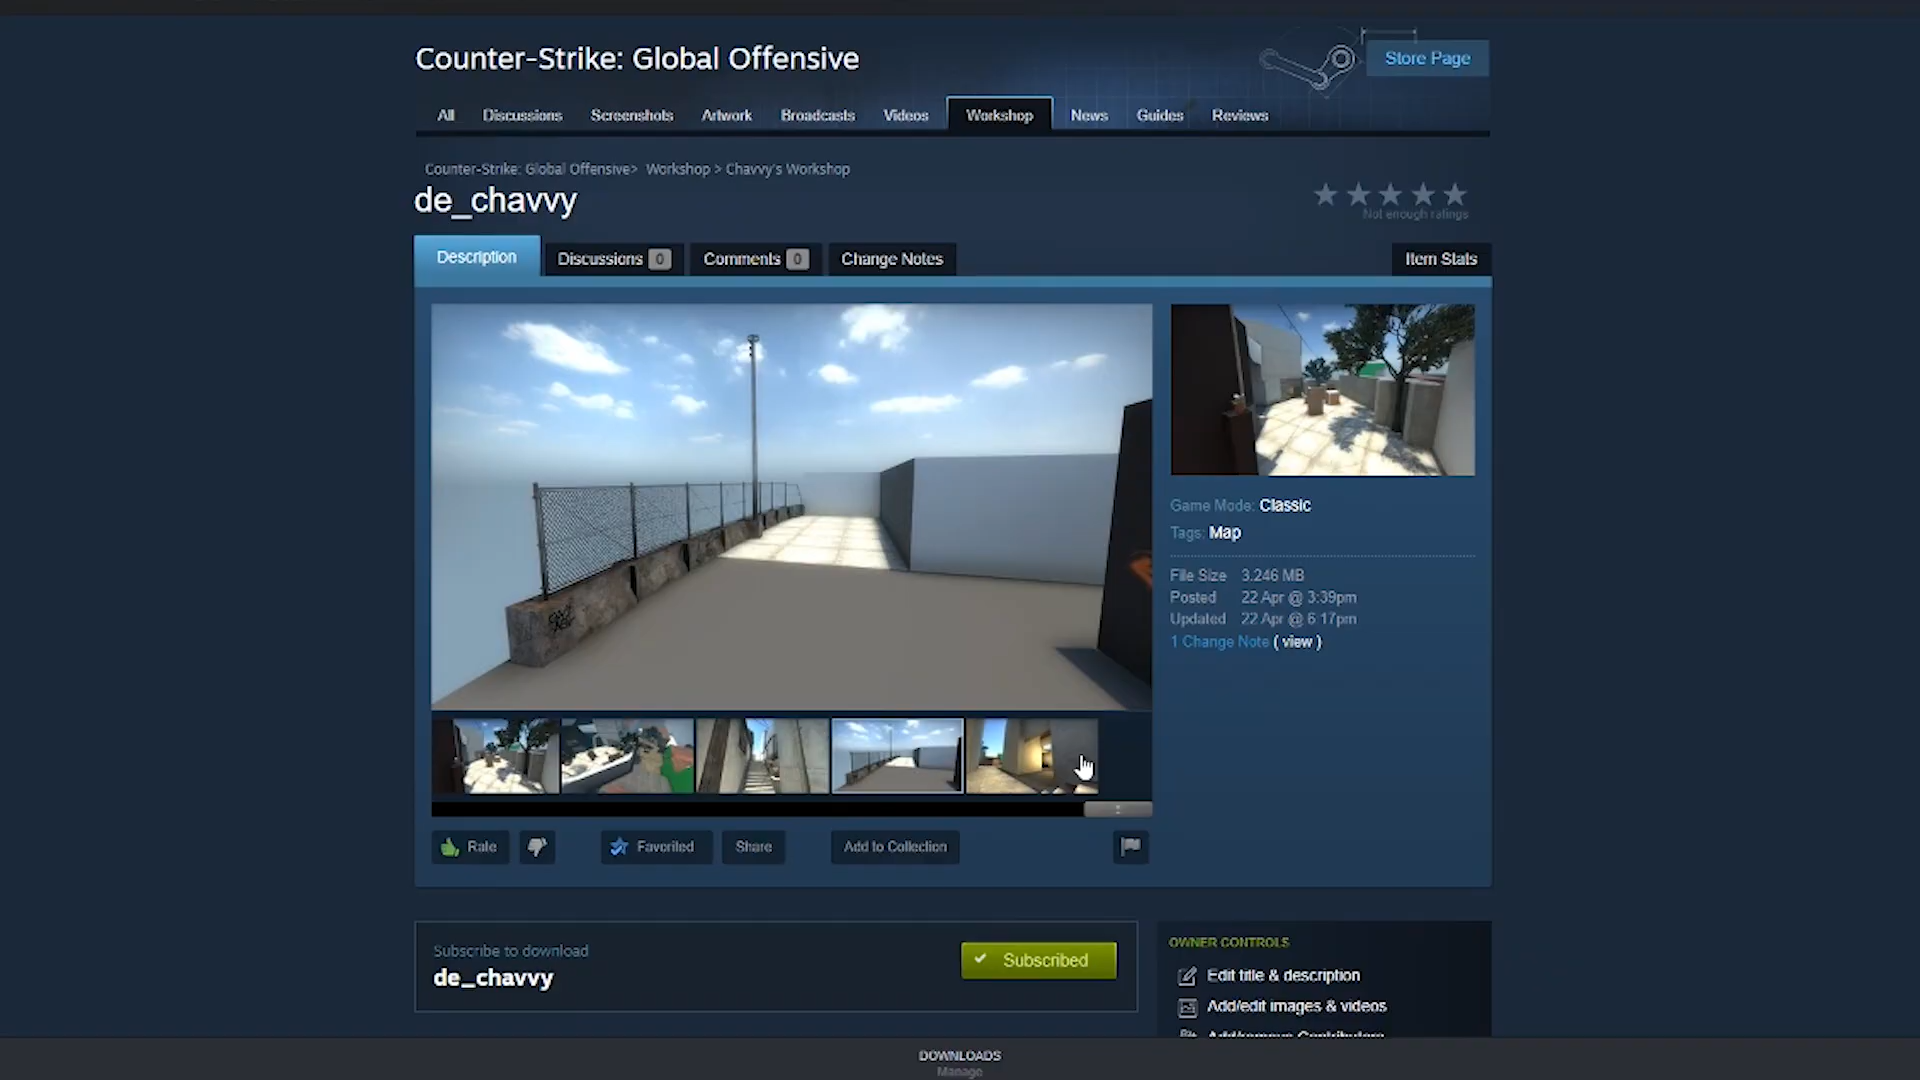 Counter-Strike: Global Offensive
Store Page
All Discussions Screenshots Artwork Broadcasts Videos Workshop News Guides Reviews
Counter-Strike: Global Offensive> Workshop > Chavvy's Workshop
de_chavvy
Not enough ratings
Description Discussions 0 Comments 0 Change Notes Item Stats
Game Mode: Classic
Tags: Map
File Size 3.246 MB
Posted 22 Apr @ 3:39pm
Updated 22 Apr @ 6:17pm
1 Change Note ( view )
Rate Favorited Share Add to Collection
Subscribe to download
de_chavvy
Subscribed
OWNER CONTROLS
Edit title & description
Add/edit images & videos
Add/remove Contributors
DOWNLOADS
Manage